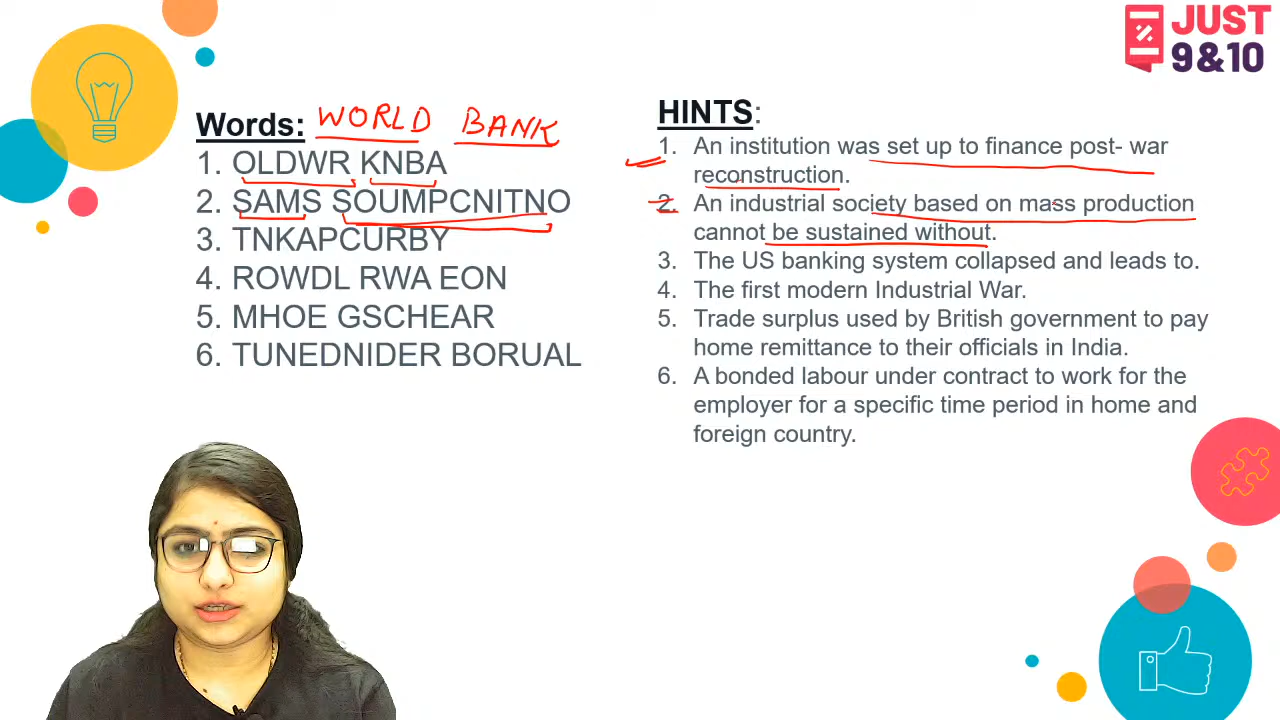 JUST
9&10
Words: WORLD BANK
1. OLDWR KNBA
2. SAMS SOUMPCNITNO
3. TNKAPCURBY
4. ROWDL RWA EON
5. MHOE GSCHEAR
6. TUNEDNIDER BORUAL
HINTS:
1. An institution was set up to finance post- war
reconstruction.
2. An industrial society based on mass production
cannot be sustained without.
3. The US banking system collapsed and leads to.
4. The first modern Industrial War.
5. Trade surplus used by British government to pay
home remittance to their officials in India.
6. A bonded labour under contract to work for the
employer for a specific time period in home and
foreign country.